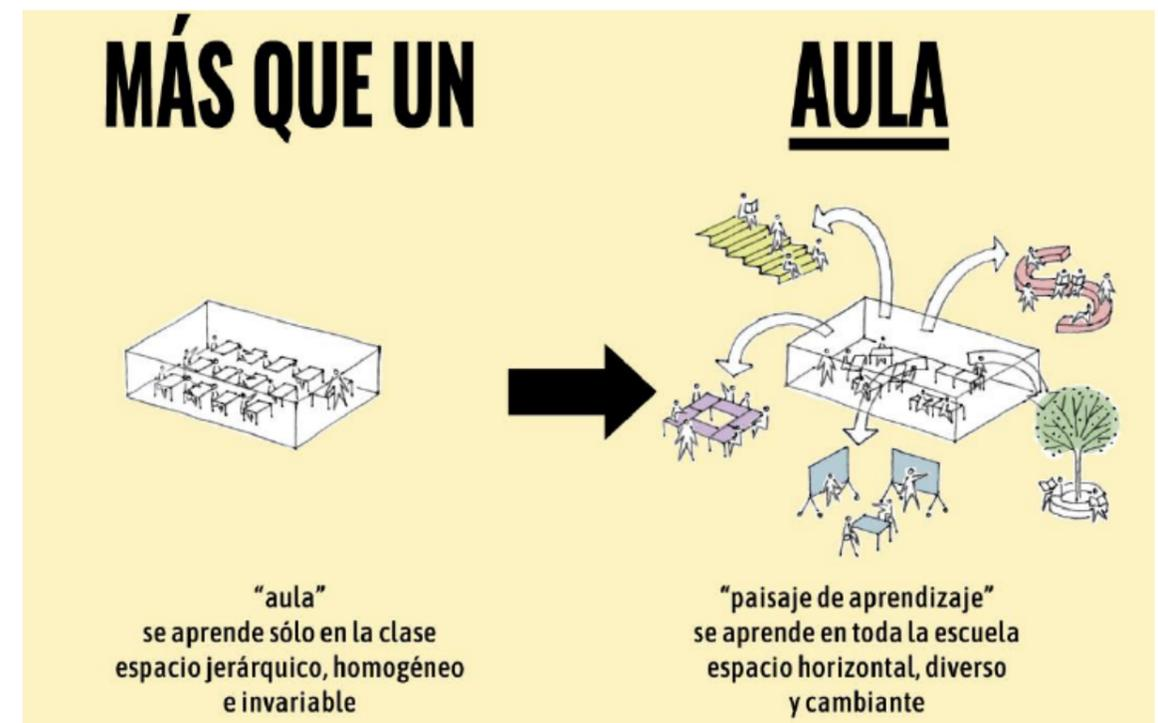 MÁS QUE UN AULA
"aula"
se aprende sólo en la clase
espacio jerárquico, homogéneo
e invariable
"paisaje de aprendizaje"
se aprende en toda la escuela
espacio horizontal, diverso
y cambiante